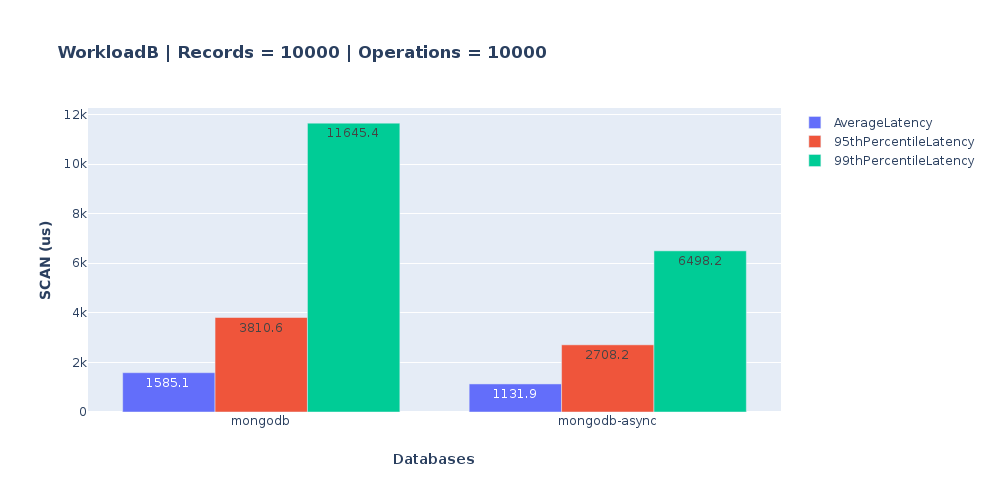 WorkloadB | Records = 10000 | Operations = 10000
AverageLatency
95thPercentileLatency
99thPercentileLatency
12k
10k
8k
6k
4k
2k
0
SCAN (us)
1585.1
3810.6
11645.4
1131.9
2708.2
6498.2
mongodb
mongodb-async
Databases